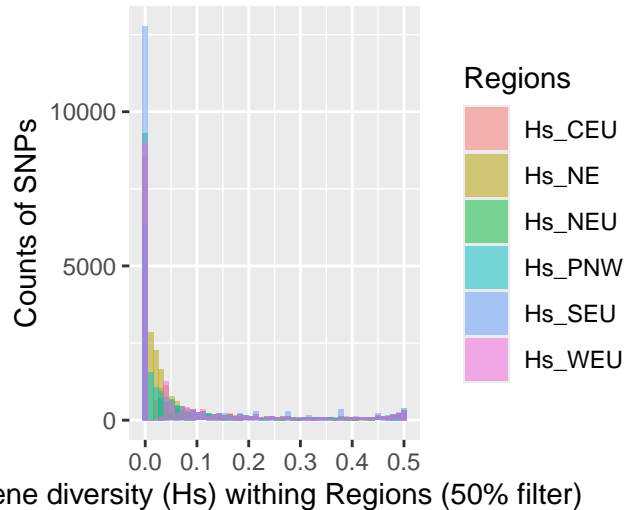 Counts of SNPs
10000
5000
0
0.0 0.1 0.2 0.3 0.4 0.5
ene diversity (Hs) withing Regions (50% filter)
Regions
Hs_CEU
Hs_NE
Hs_NEU
Hs_PNW
Hs_SEU
Hs_WEU